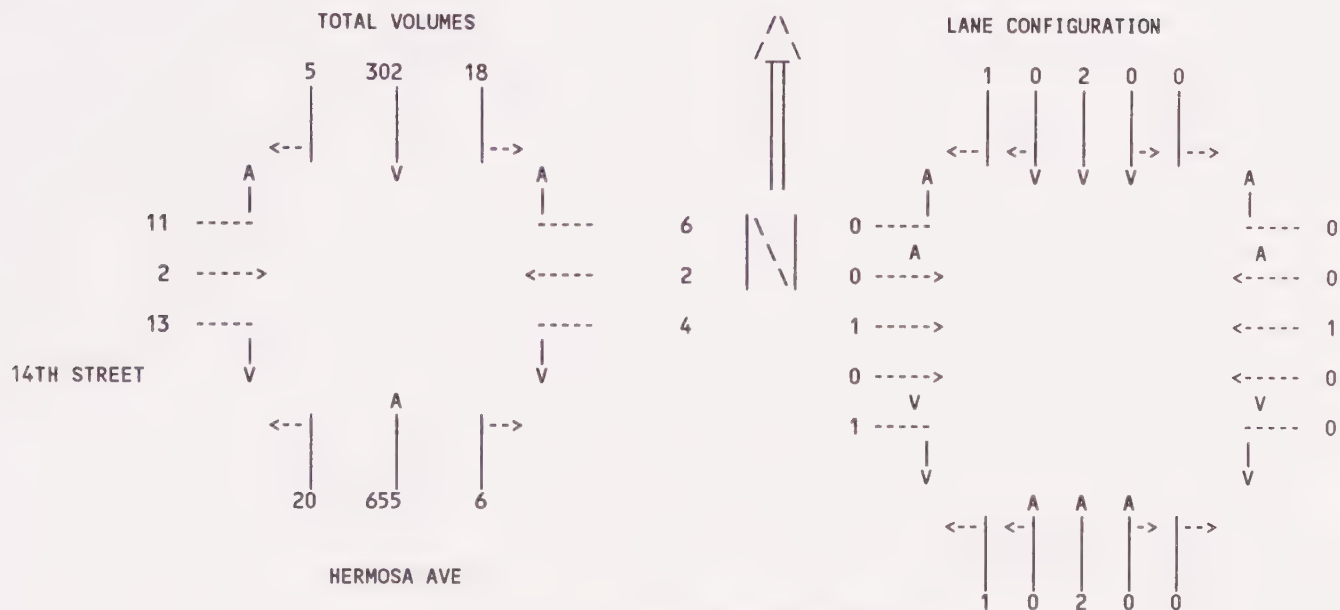 TOTAL VOLUMES
LANE CONFIGURATION
5 302 18
1 0 2 0 0
<-- V -->
<-- <- V V V -> -->
A A
A A
11 ----- ----- 6
0 ----- ----- 0
N
A A
2 -----> <----- 2
0 -----> <----- 0
13 ----- ----- 4
1 -----> <----- 1
14TH STREET
V V
0 -----> <----- 0
V V
1 ----- ----- 0
V V
A
<-- -->
20 655 6
A A A
<-- <- -> -->
HERMOSA AVE
1 0 2 0 0